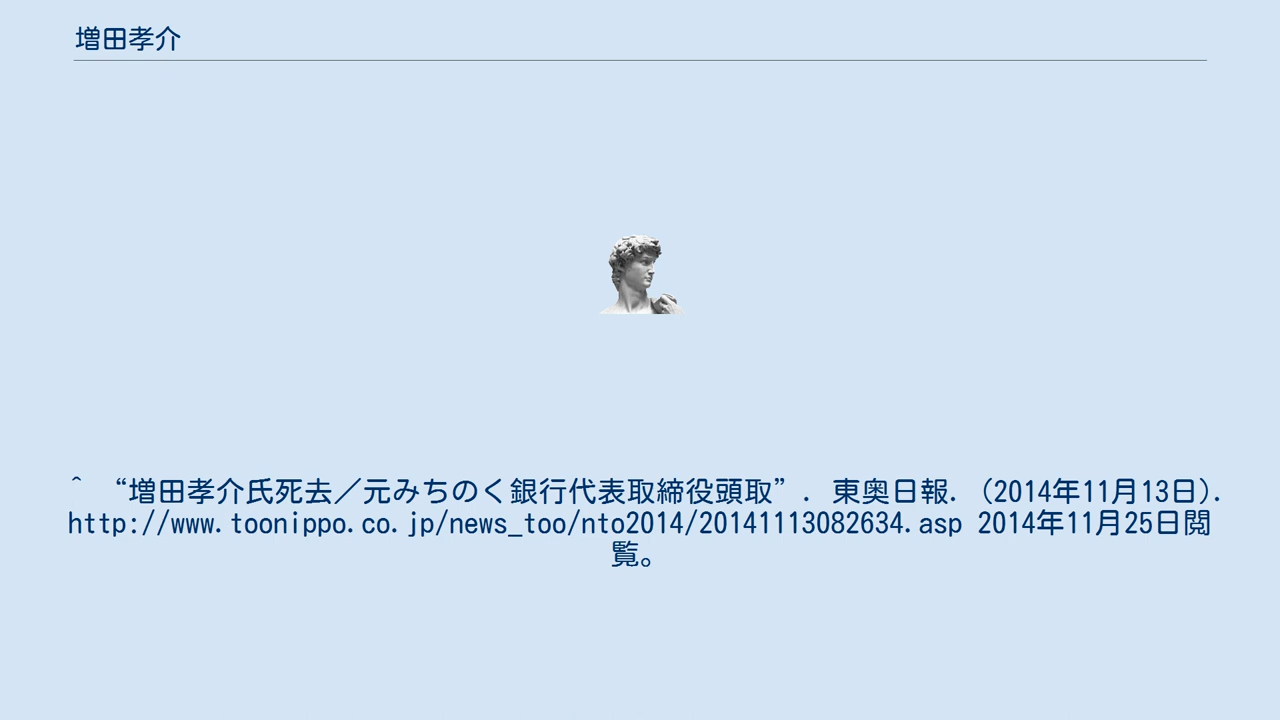 増田孝介
^ “増田孝介氏死去／元みちのく銀行代表取締役頭取”. 東奥日報. (2014年11月13日).
http://www.toonippo.co.jp/news_too/nto2014/20141113082634.asp 2014年11月25日閲
覧。